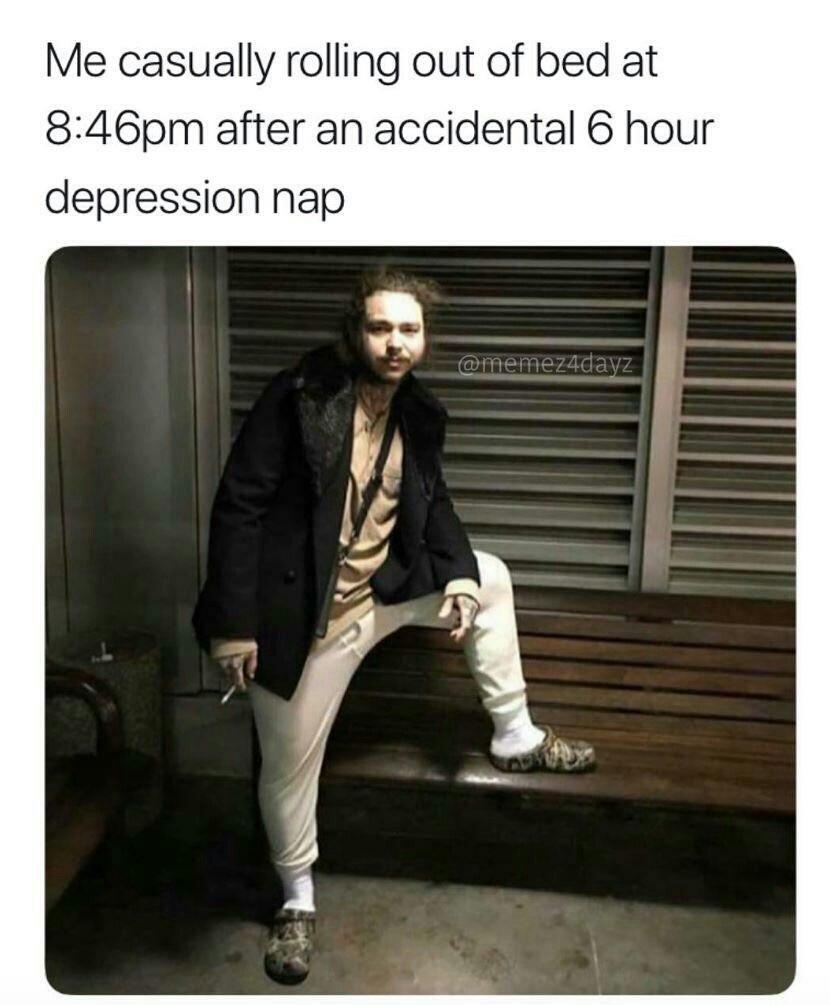 Me casually rolling out of bed at
8:46pm after an accidental 6 hour
depression nap
@memez4dayz